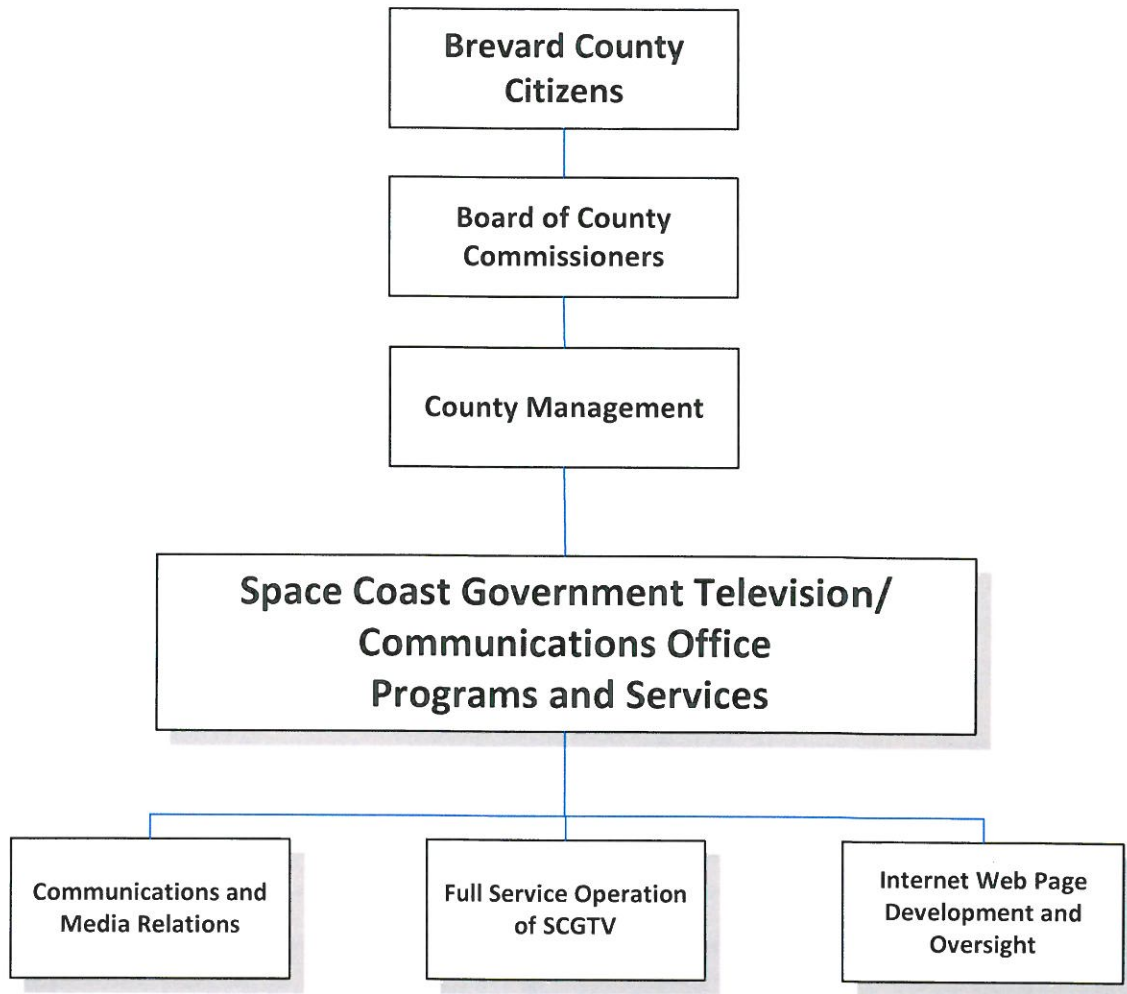 Brevard County
Citizens
Board of County
Commissioners
County Management
Space Coast Government Television/
Communications Office
Programs and Services
Communications and
Media Relations
Full Service Operation
of SCGTV
Internet Web Page
Development and
Oversight